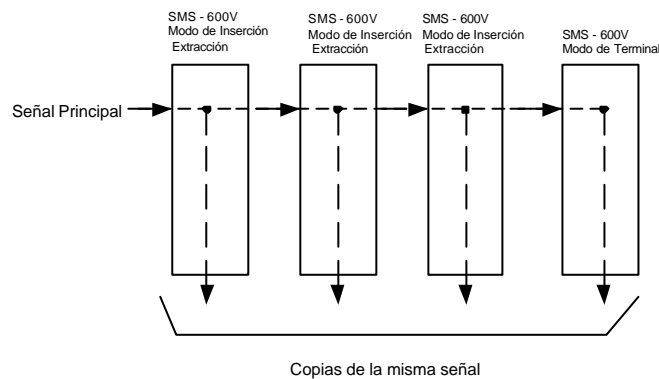 SMS - 600V
Modo de Inserción
Extracción
SMS - 600V
Modo de Inserción
Extracción
SMS - 600V
Modo de Inserción
Extracción
SMS - 600V
Modo de Terminal
Señal Principal
Copias de la misma señal